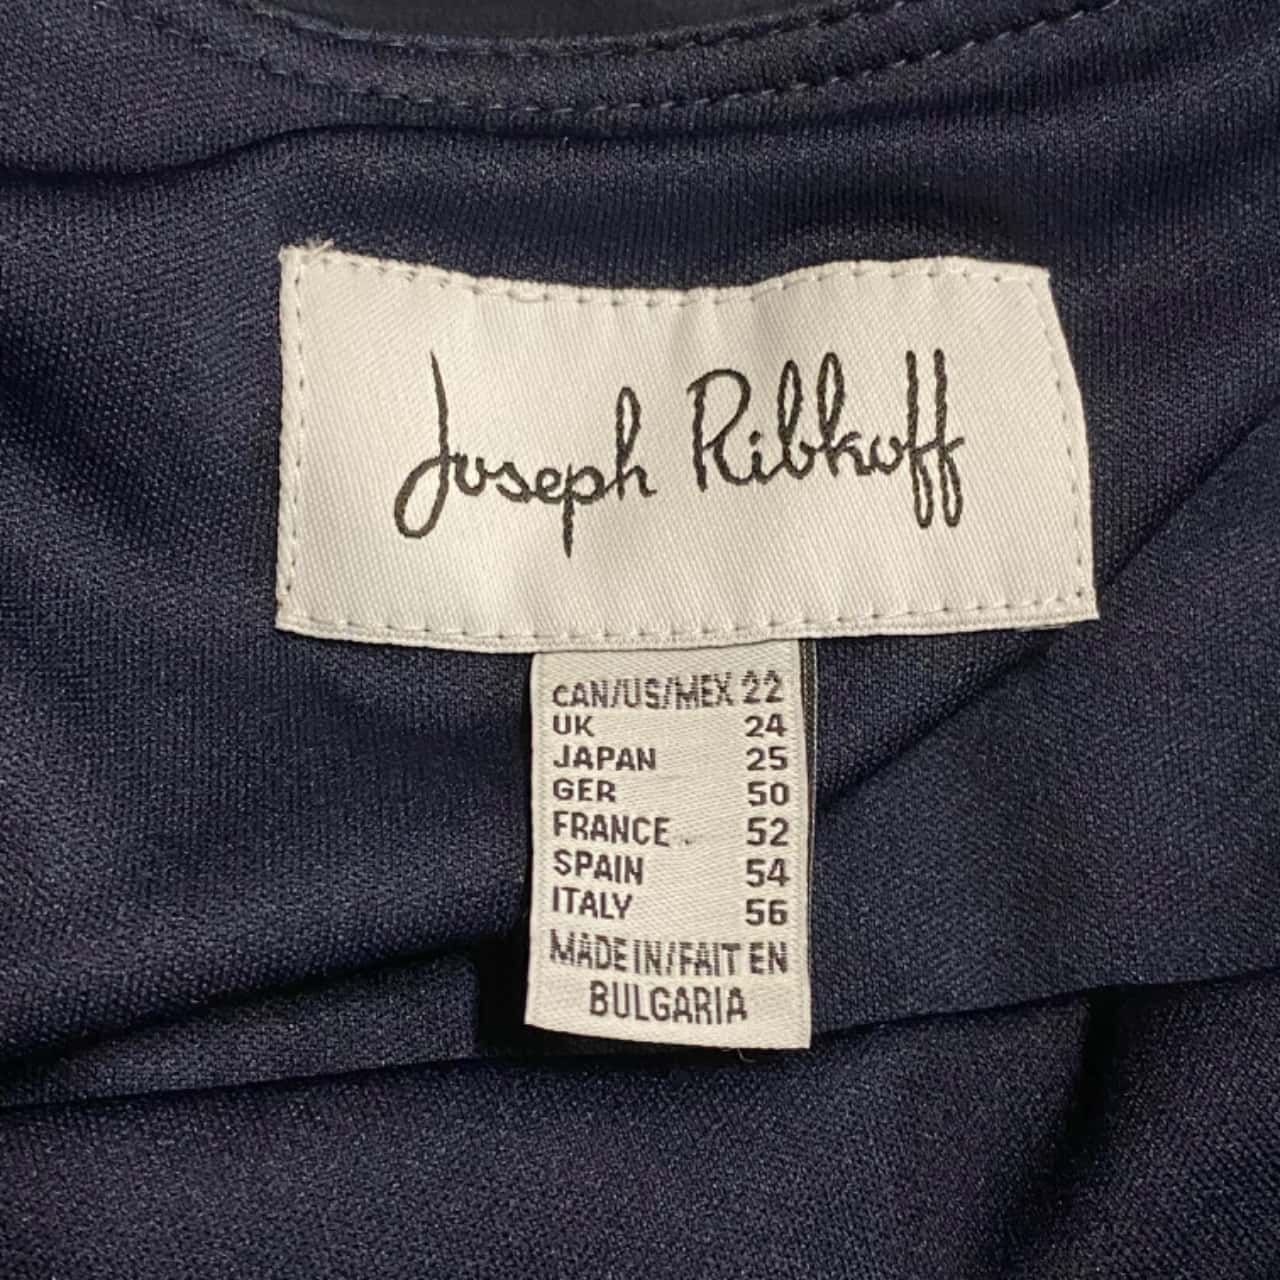 Joseph Ribkoff
CAN/US/MEX 22
UK 24
JAPAN 25
GER 50
FRANCE 52
SPAIN 54
ITALY 56
MADE IN/FAIT EN
BULGARIA